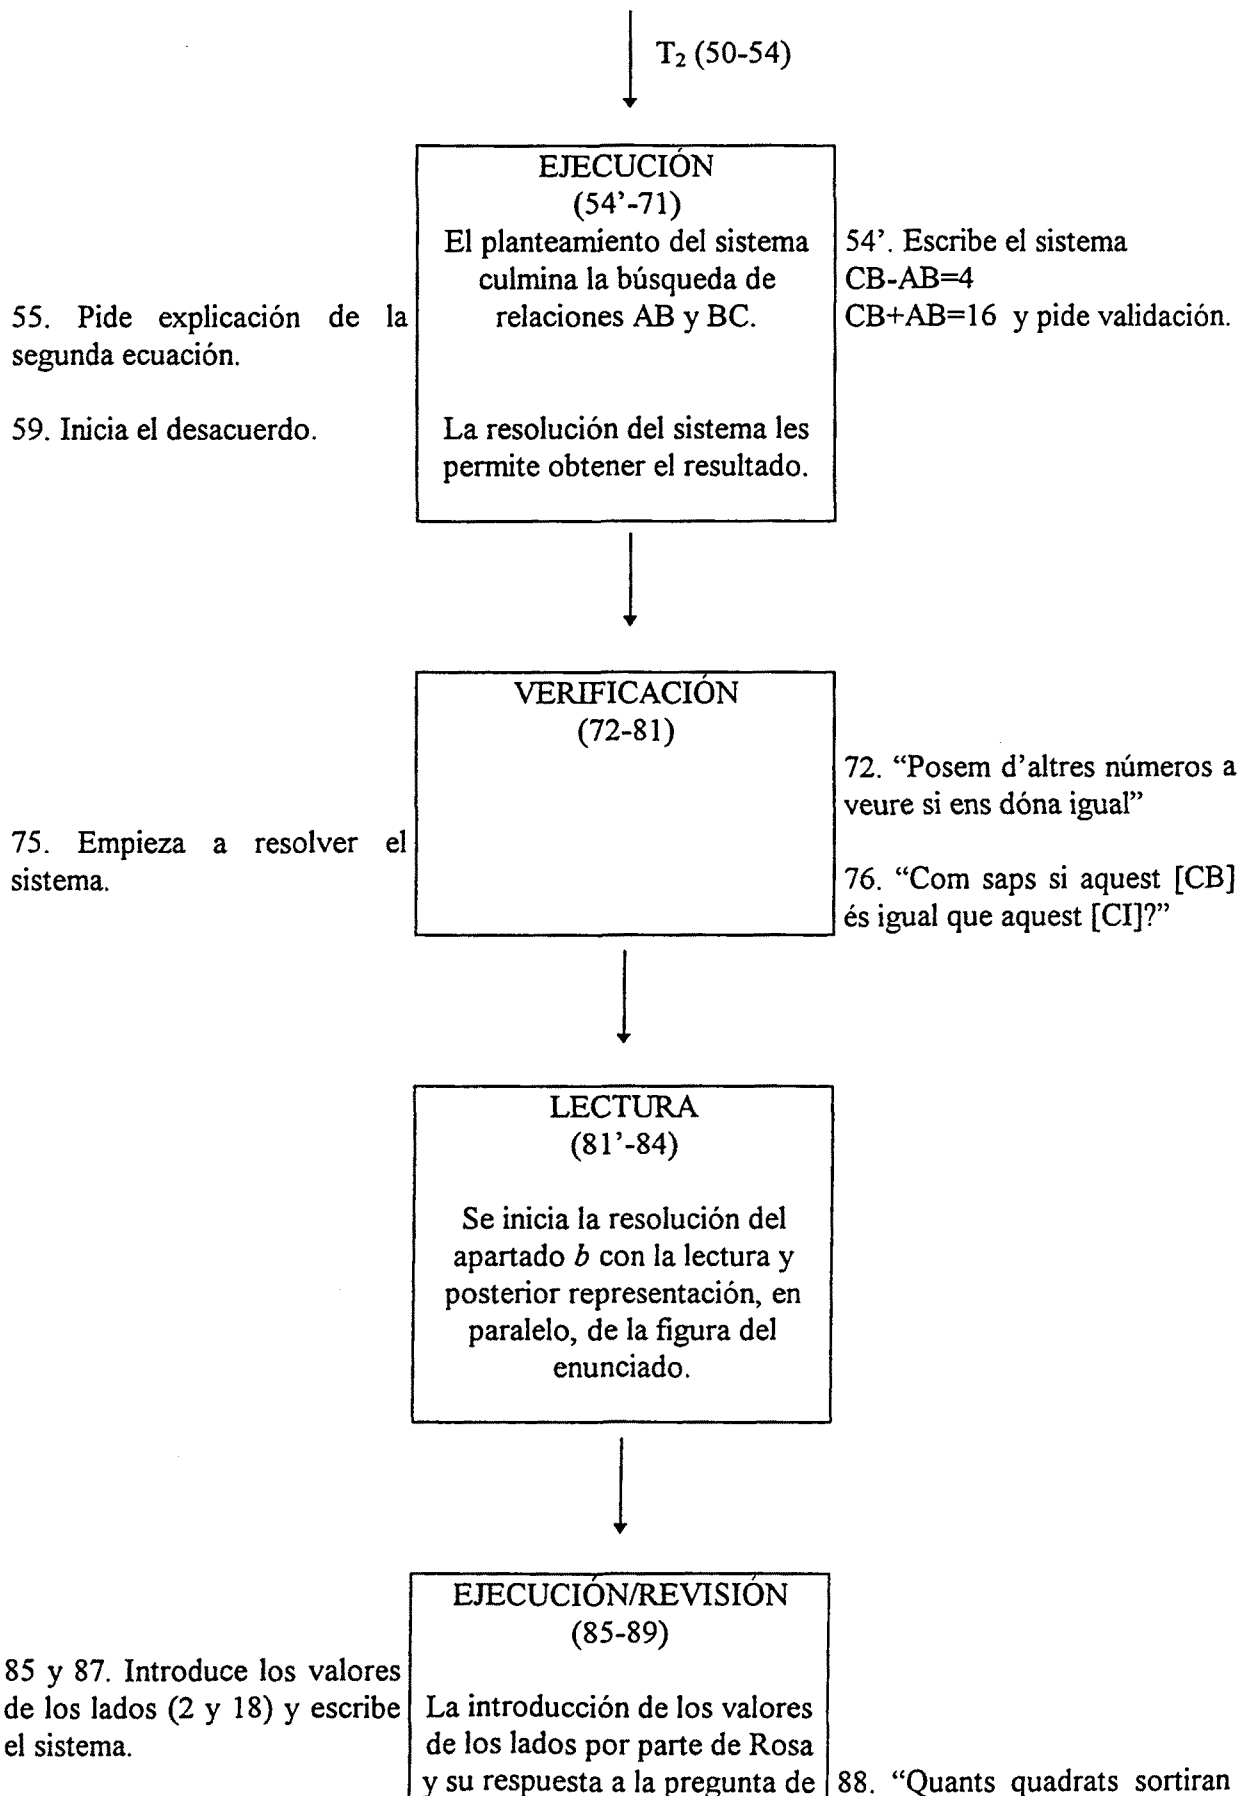 T₂ (50-54)
EJECUCIÓN
(54’-71)
El planteamiento del sistema
culmina la búsqueda de
relaciones AB y BC.
La resolución del sistema les
permite obtener el resultado.
55. Pide explicación de la
segunda ecuación.
59. Inicia el desacuerdo.
54’. Escribe el sistema
CB-AB=4
CB+AB=16 y pide validación.
VERIFICACIÓN
(72-81)
75. Empieza a resolver el
sistema.
72. “Posem d’altres números a
veure si ens dóna igual”
76. “Com saps si aquest [CB]
és igual que aquest [CI]?”
LECTURA
(81’-84)
Se inicia la resolución del
apartado b con la lectura y
posterior representación, en
paralelo, de la figura del
enunciado.
EJECUCIÓN/REVISIÓN
(85-89)
85 y 87. Introduce los valores
de los lados (2 y 18) y escribe
el sistema.
La introducción de los valores
de los lados por parte de Rosa
y su respuesta a la pregunta de
88. “Quants quadrats sortiran